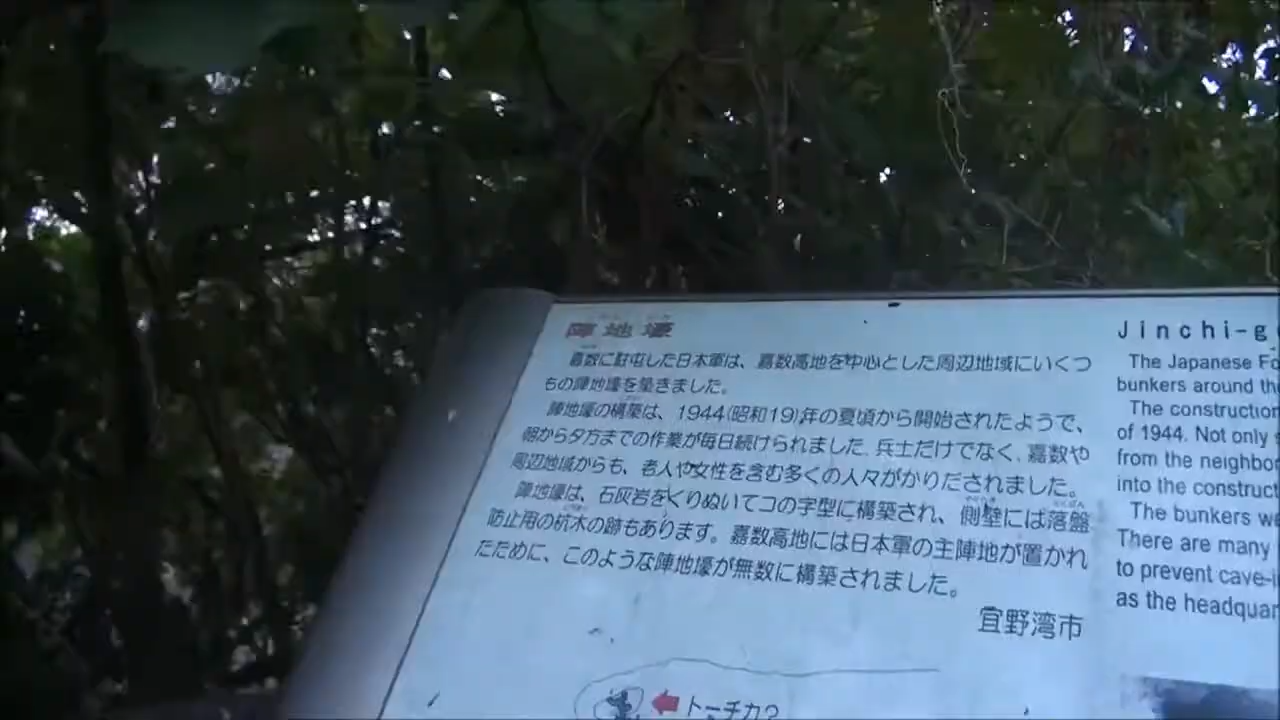 陣地壕
嘉数に駐屯した日本軍は、嘉数高地を中心とした周辺地域にいくつ
もの陣地壕を築きました。
陣地壕の構築は、1944(昭和19)年の夏頃から開始されたようで、
朝から夕方までの作業が毎日続けられました。兵士だけでなく、嘉数や
周辺地域からも、老人や女性を含む多くの人々がかりだされました。
陣地壕は、石灰岩をくりぬいてコの字型に構築され、側壁には落盤
防止用の杭木の跡もあります。嘉数高地には日本軍の主陣地が置かれ
たために、このような陣地壕が無数に構築されました。
宜野湾市
トーチカ?
Jinchi-g
The Japanese Fo
bunkers around th
The construction
of 1944. Not only
from the neighbo
into the construct
The bunkers we
There are many
to prevent cave-i
as the headquar